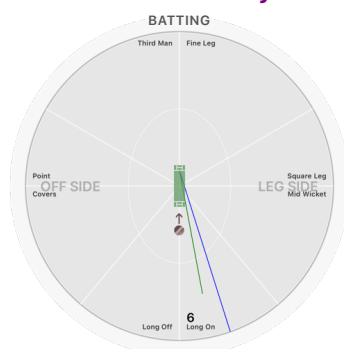 BATTING
Third Man
Fine Leg
Point
OFF SIDE
Covers
Square Leg
LEG SIDE
Mid Wicket
6
Long Off
Long On